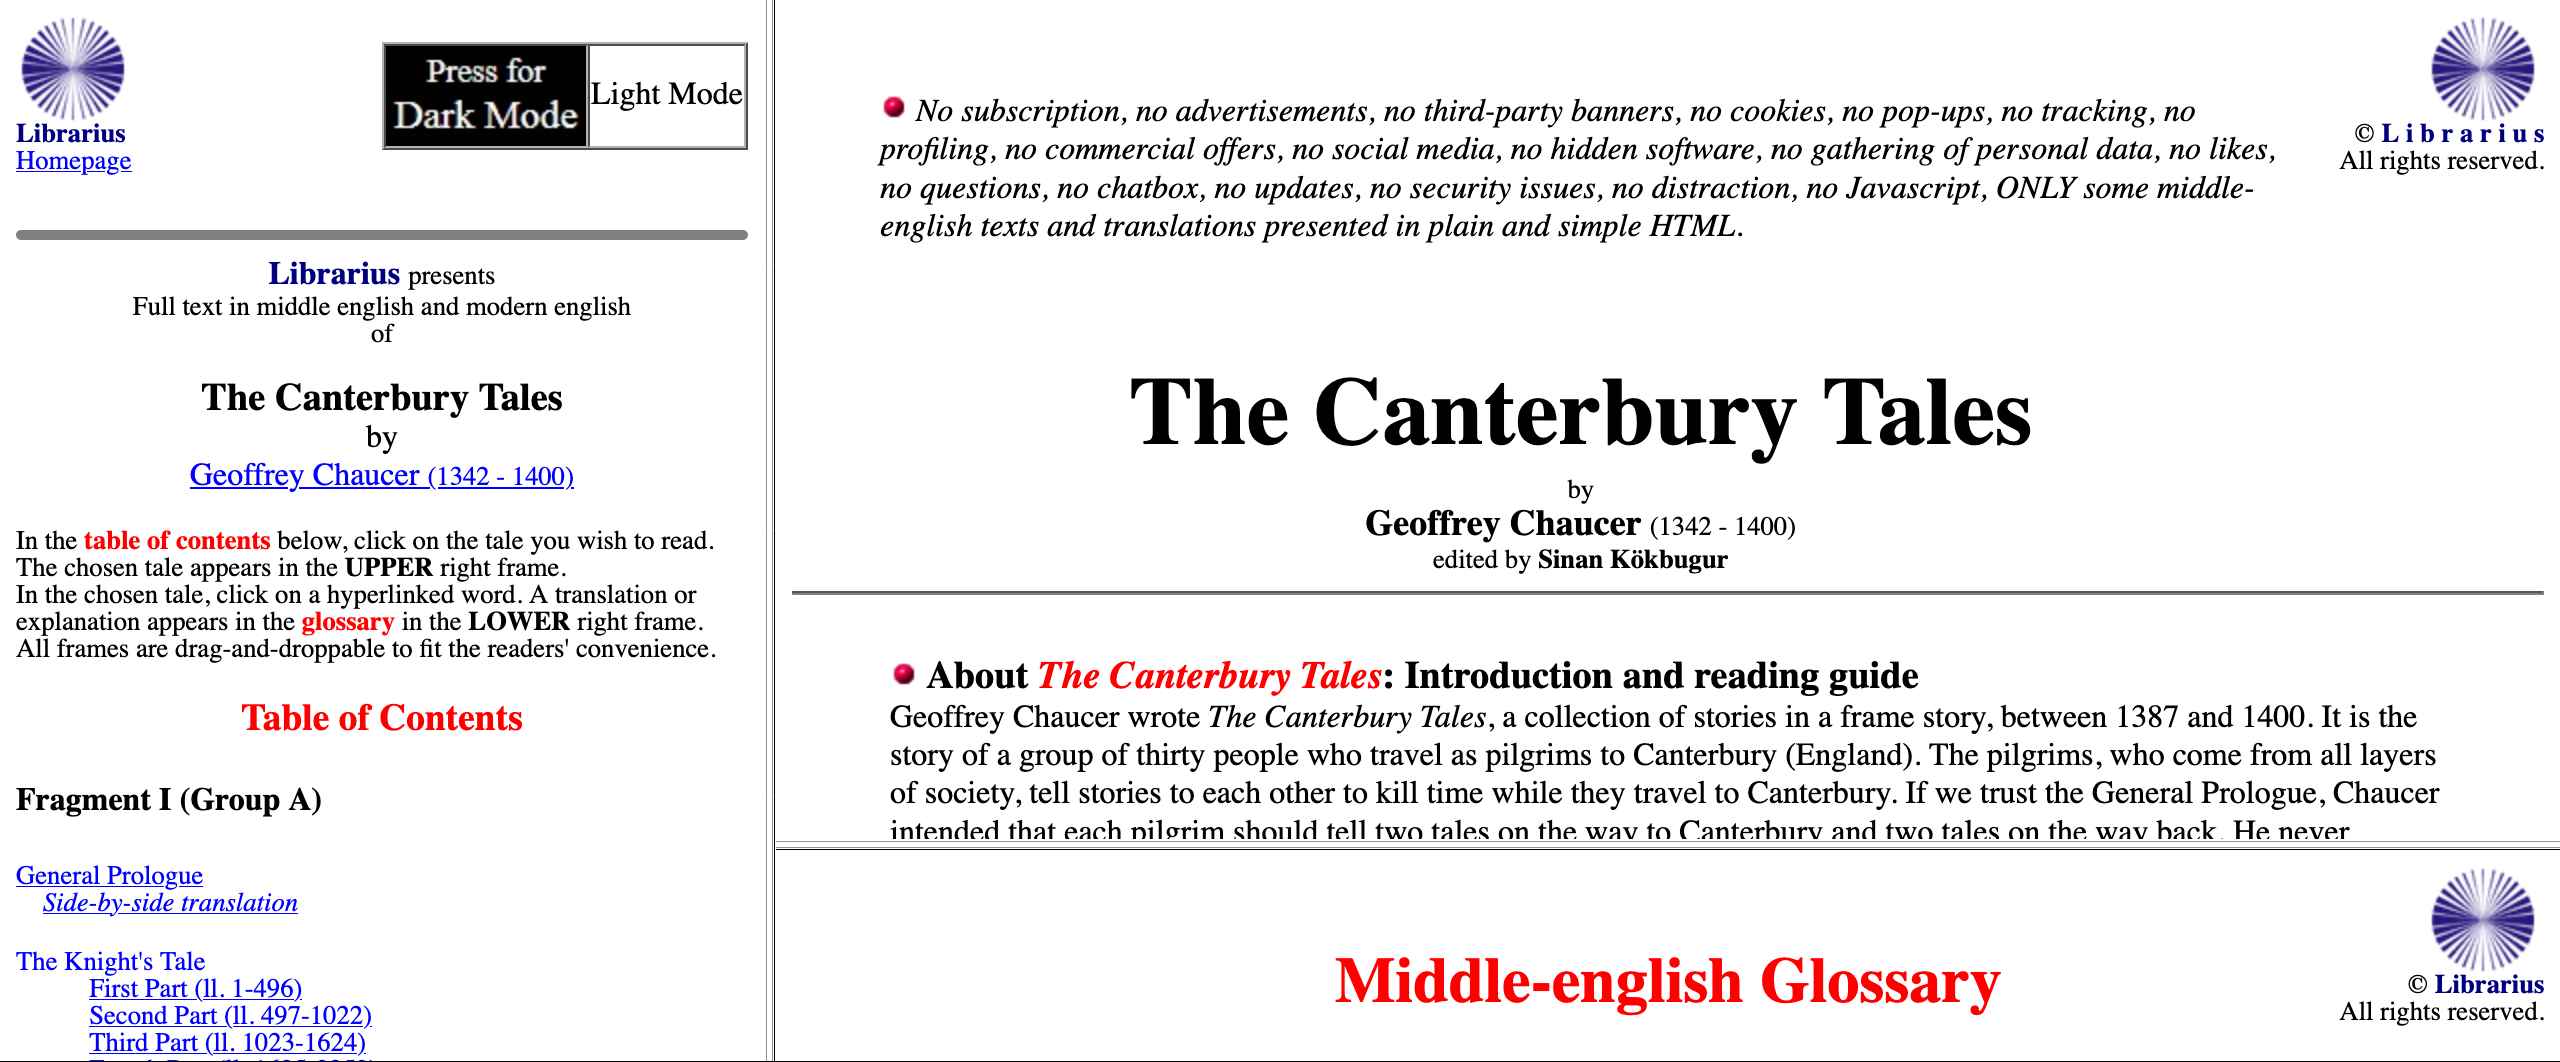 Librarius
Homepage
Press for
Dark Mode
Light Mode
Librarius presents
Full text in middle english and modern english
of
The Canterbury Tales
by
Geoffrey Chaucer (1342 - 1400)
In the table of contents below, click on the tale you wish to read.
The chosen tale appears in the UPPER right frame.
In the chosen tale, click on a hyperlinked word. A translation or
explanation appears in the glossary in the LOWER right frame.
All frames are drag-and-droppable to fit the readers' convenience.
Table of Contents
Fragment I (Group A)
General Prologue
Side-by-side translation
The Knight's Tale
First Part (ll. 1-496)
Second Part (ll. 497-1022)
Third Part (ll. 1023-1624)
No subscription, no advertisements, no third-party banners, no cookies, no pop-ups, no tracking, no
profiling, no commercial offers, no social media, no hidden software, no gathering of personal data, no likes,
no questions, no chatbox, no updates, no security issues, no distraction, no Javascript, ONLY some middle-
english texts and translations presented in plain and simple HTML.
© Librarius
All rights reserved.
The Canterbury Tales
by
Geoffrey Chaucer (1342 - 1400)
edited by Sinan Kökbugur
About The Canterbury Tales: Introduction and reading guide
Geoffrey Chaucer wrote The Canterbury Tales, a collection of stories in a frame story, between 1387 and 1400. It is the
story of a group of thirty people who travel as pilgrims to Canterbury (England). The pilgrims, who come from all layers
of society, tell stories to each other to kill time while they travel to Canterbury. If we trust the General Prologue, Chaucer
intended that each pilgrim should tell two tales on the way to Canterbury and two tales on the way back. He never
Middle-english Glossary
© Librarius
All rights reserved.